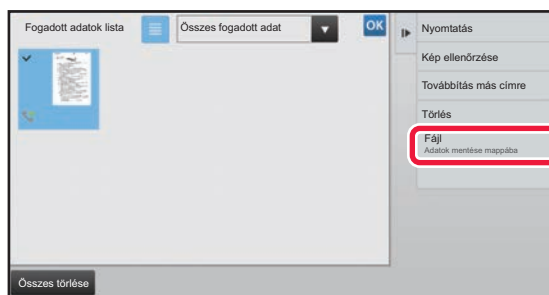 Fogadott adatok lista
Összes fogadott adat
OK
Nyomtatás
Kép ellenőrzése
Továbbítás más címre
Törlés
Fájl
Adatok mentése mappába
Összes törlése